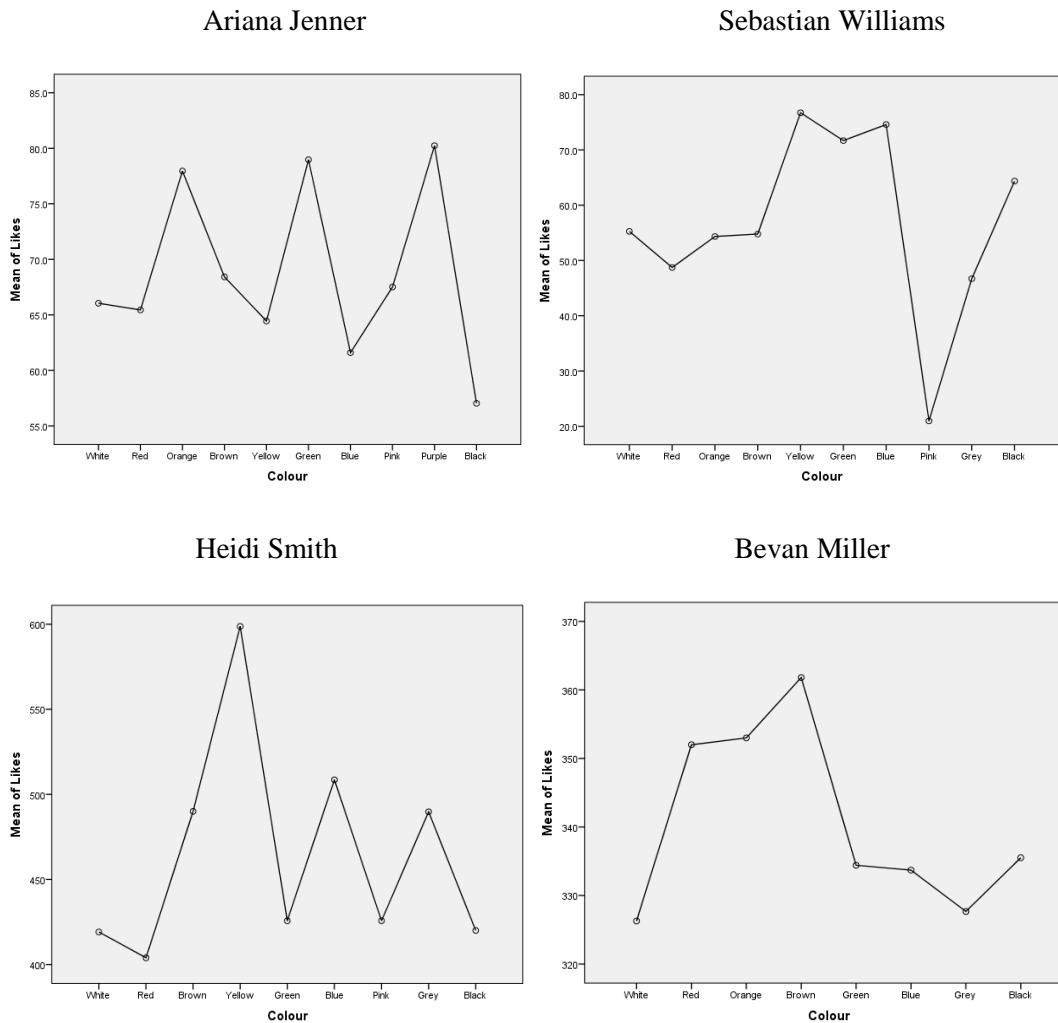 Ariana Jenner
85.0
80.0
75.0
70.0
65.0
60.0
55.0
Mean of Likes
White Red Orange Brown Yellow Green Blue Pink Purple Black
Colour
Sebastian Williams
80.0
70.0
60.0
50.0
40.0
30.0
20.0
Mean of Likes
White Red Orange Brown Yellow Green Blue Pink Grey Black
Colour
Heidi Smith
600
550
500
450
400
Mean of Likes
White Red Brown Yellow Green Blue Pink Grey Black
Colour
Bevan Miller
370
360
350
340
330
320
Mean of Likes
White Red Orange Brown Green Blue Grey Black
Colour